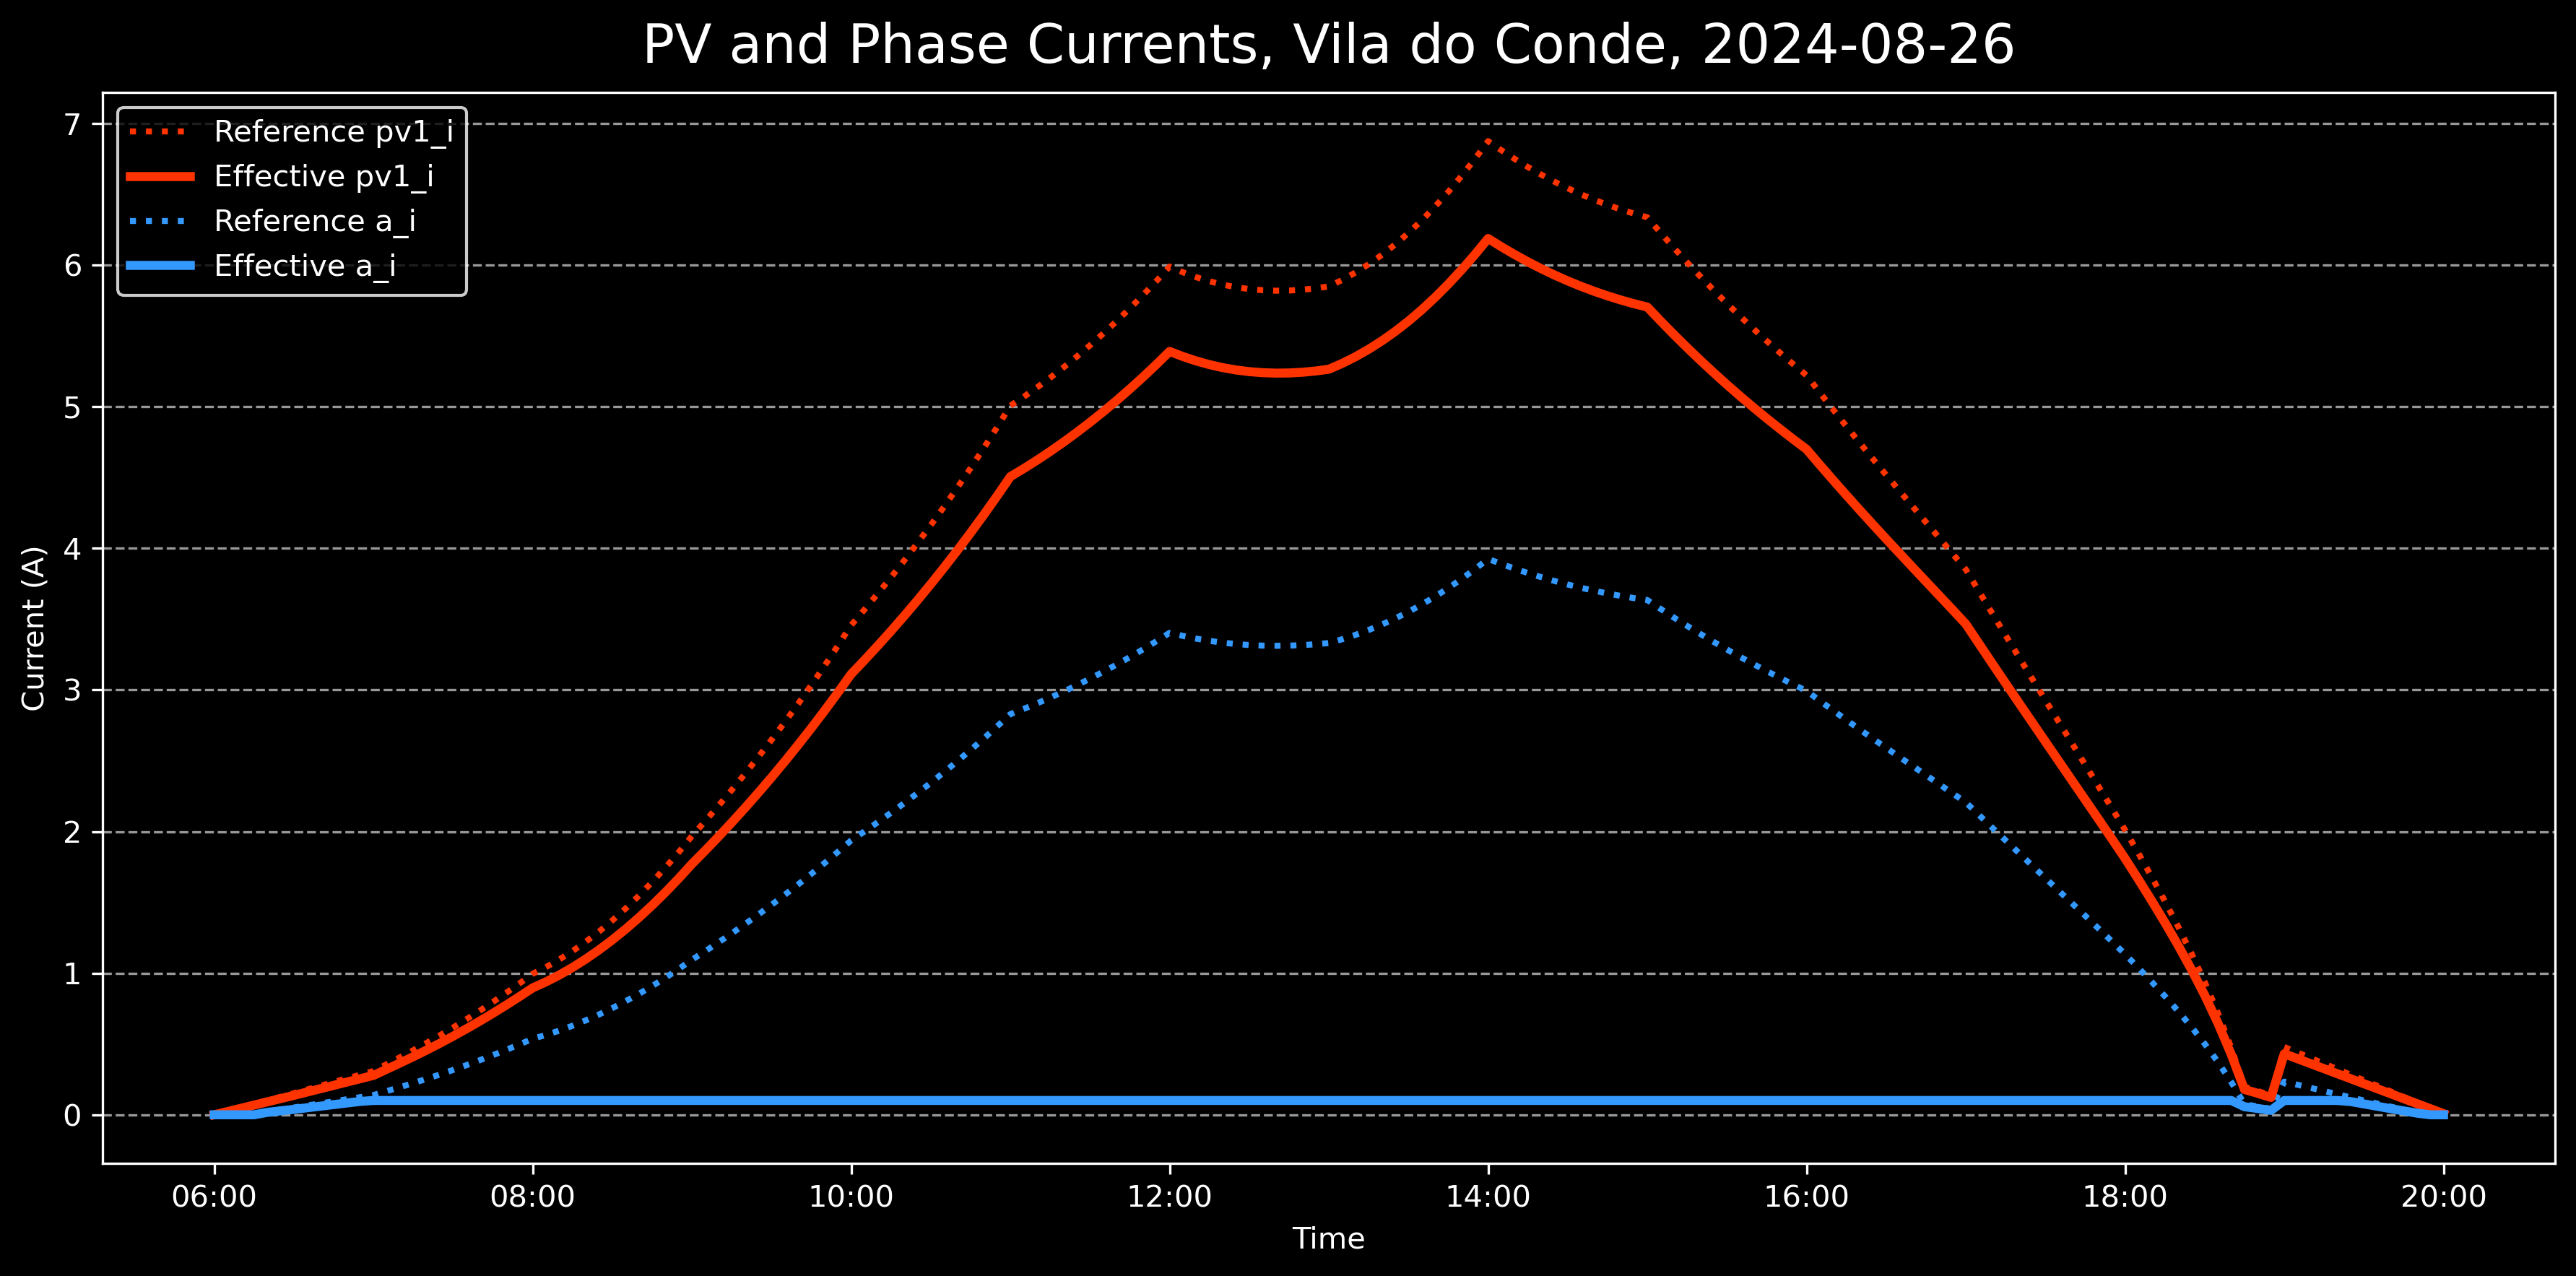 PV and Phase Currents, Vila do Conde, 2024-08-26
Reference pv1_i
Effective pv1_i
Reference a_i
Effective a_i
7
6
5
4
3
2
1
0
Current (A)
06:00 08:00 10:00 12:00 14:00 16:00 18:00 20:00
Time